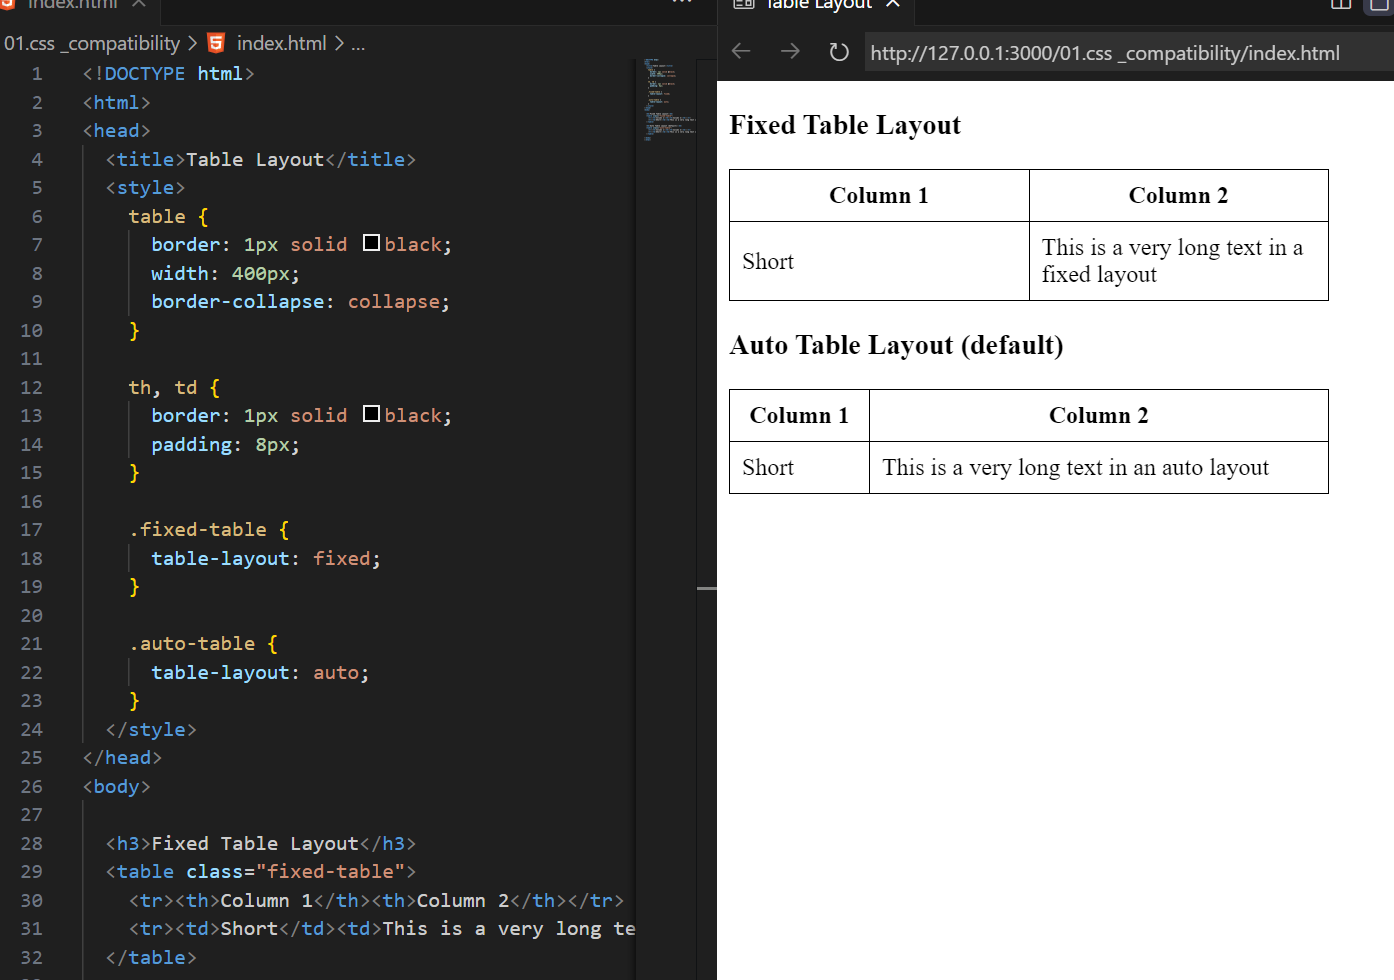 index.html
01.css _compatibility > index.html > ...
1 <!DOCTYPE html>
2 <html>
3 <head>
4 <title>Table Layout</title>
5 <style>
6 table {
7 border: 1px solid black;
8 width: 400px;
9 border-collapse: collapse;
10 }
11
12 th, td {
13 border: 1px solid black;
14 padding: 8px;
15 }
16
17 .fixed-table {
18 table-layout: fixed;
19 }
20
21 .auto-table {
22 table-layout: auto;
23 }
24 </style>
25 </head>
26 <body>
27
28 <h3>Fixed Table Layout</h3>
29 <table class="fixed-table">
30 <tr><th>Column 1</th><th>Column 2</th></tr>
31 <tr><td>Short</td><td>This is a very long te
32 </table>
Table Layout
http://127.0.0.1:3000/01.css _compatibility/index.html
Fixed Table Layout
Column 1 Column 2
Short This is a very long text in a
fixed layout
Auto Table Layout (default)
Column 1 Column 2
Short This is a very long text in an auto layout